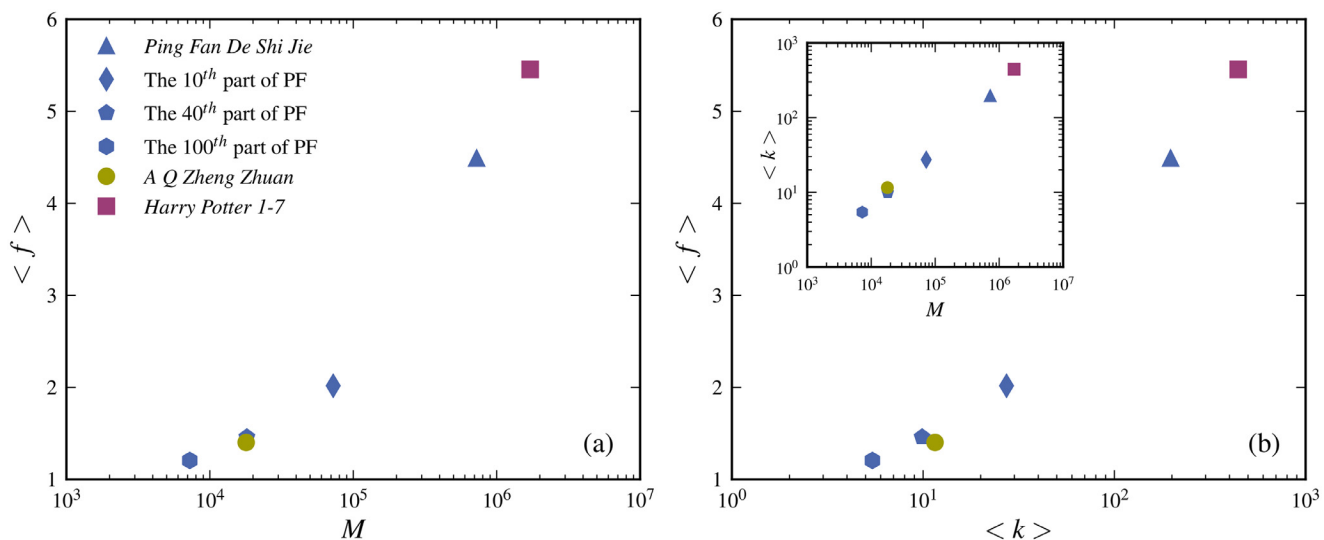 6
5
4
3
2
1
< f >
Ping Fan De Shi Jie
The 10^th part of PF
The 40^th part of PF
The 100^th part of PF
A Q Zheng Zhuan
Harry Potter 1-7
(a)
10^3 10^4 10^5 10^6 10^7
M
6
5
4
3
2
1
< f >
10^3
10^2
10^1
10^0
< k >
10^3 10^4 10^5 10^6 10^7
M
(b)
10^0 10^1 10^2 10^3
< k >